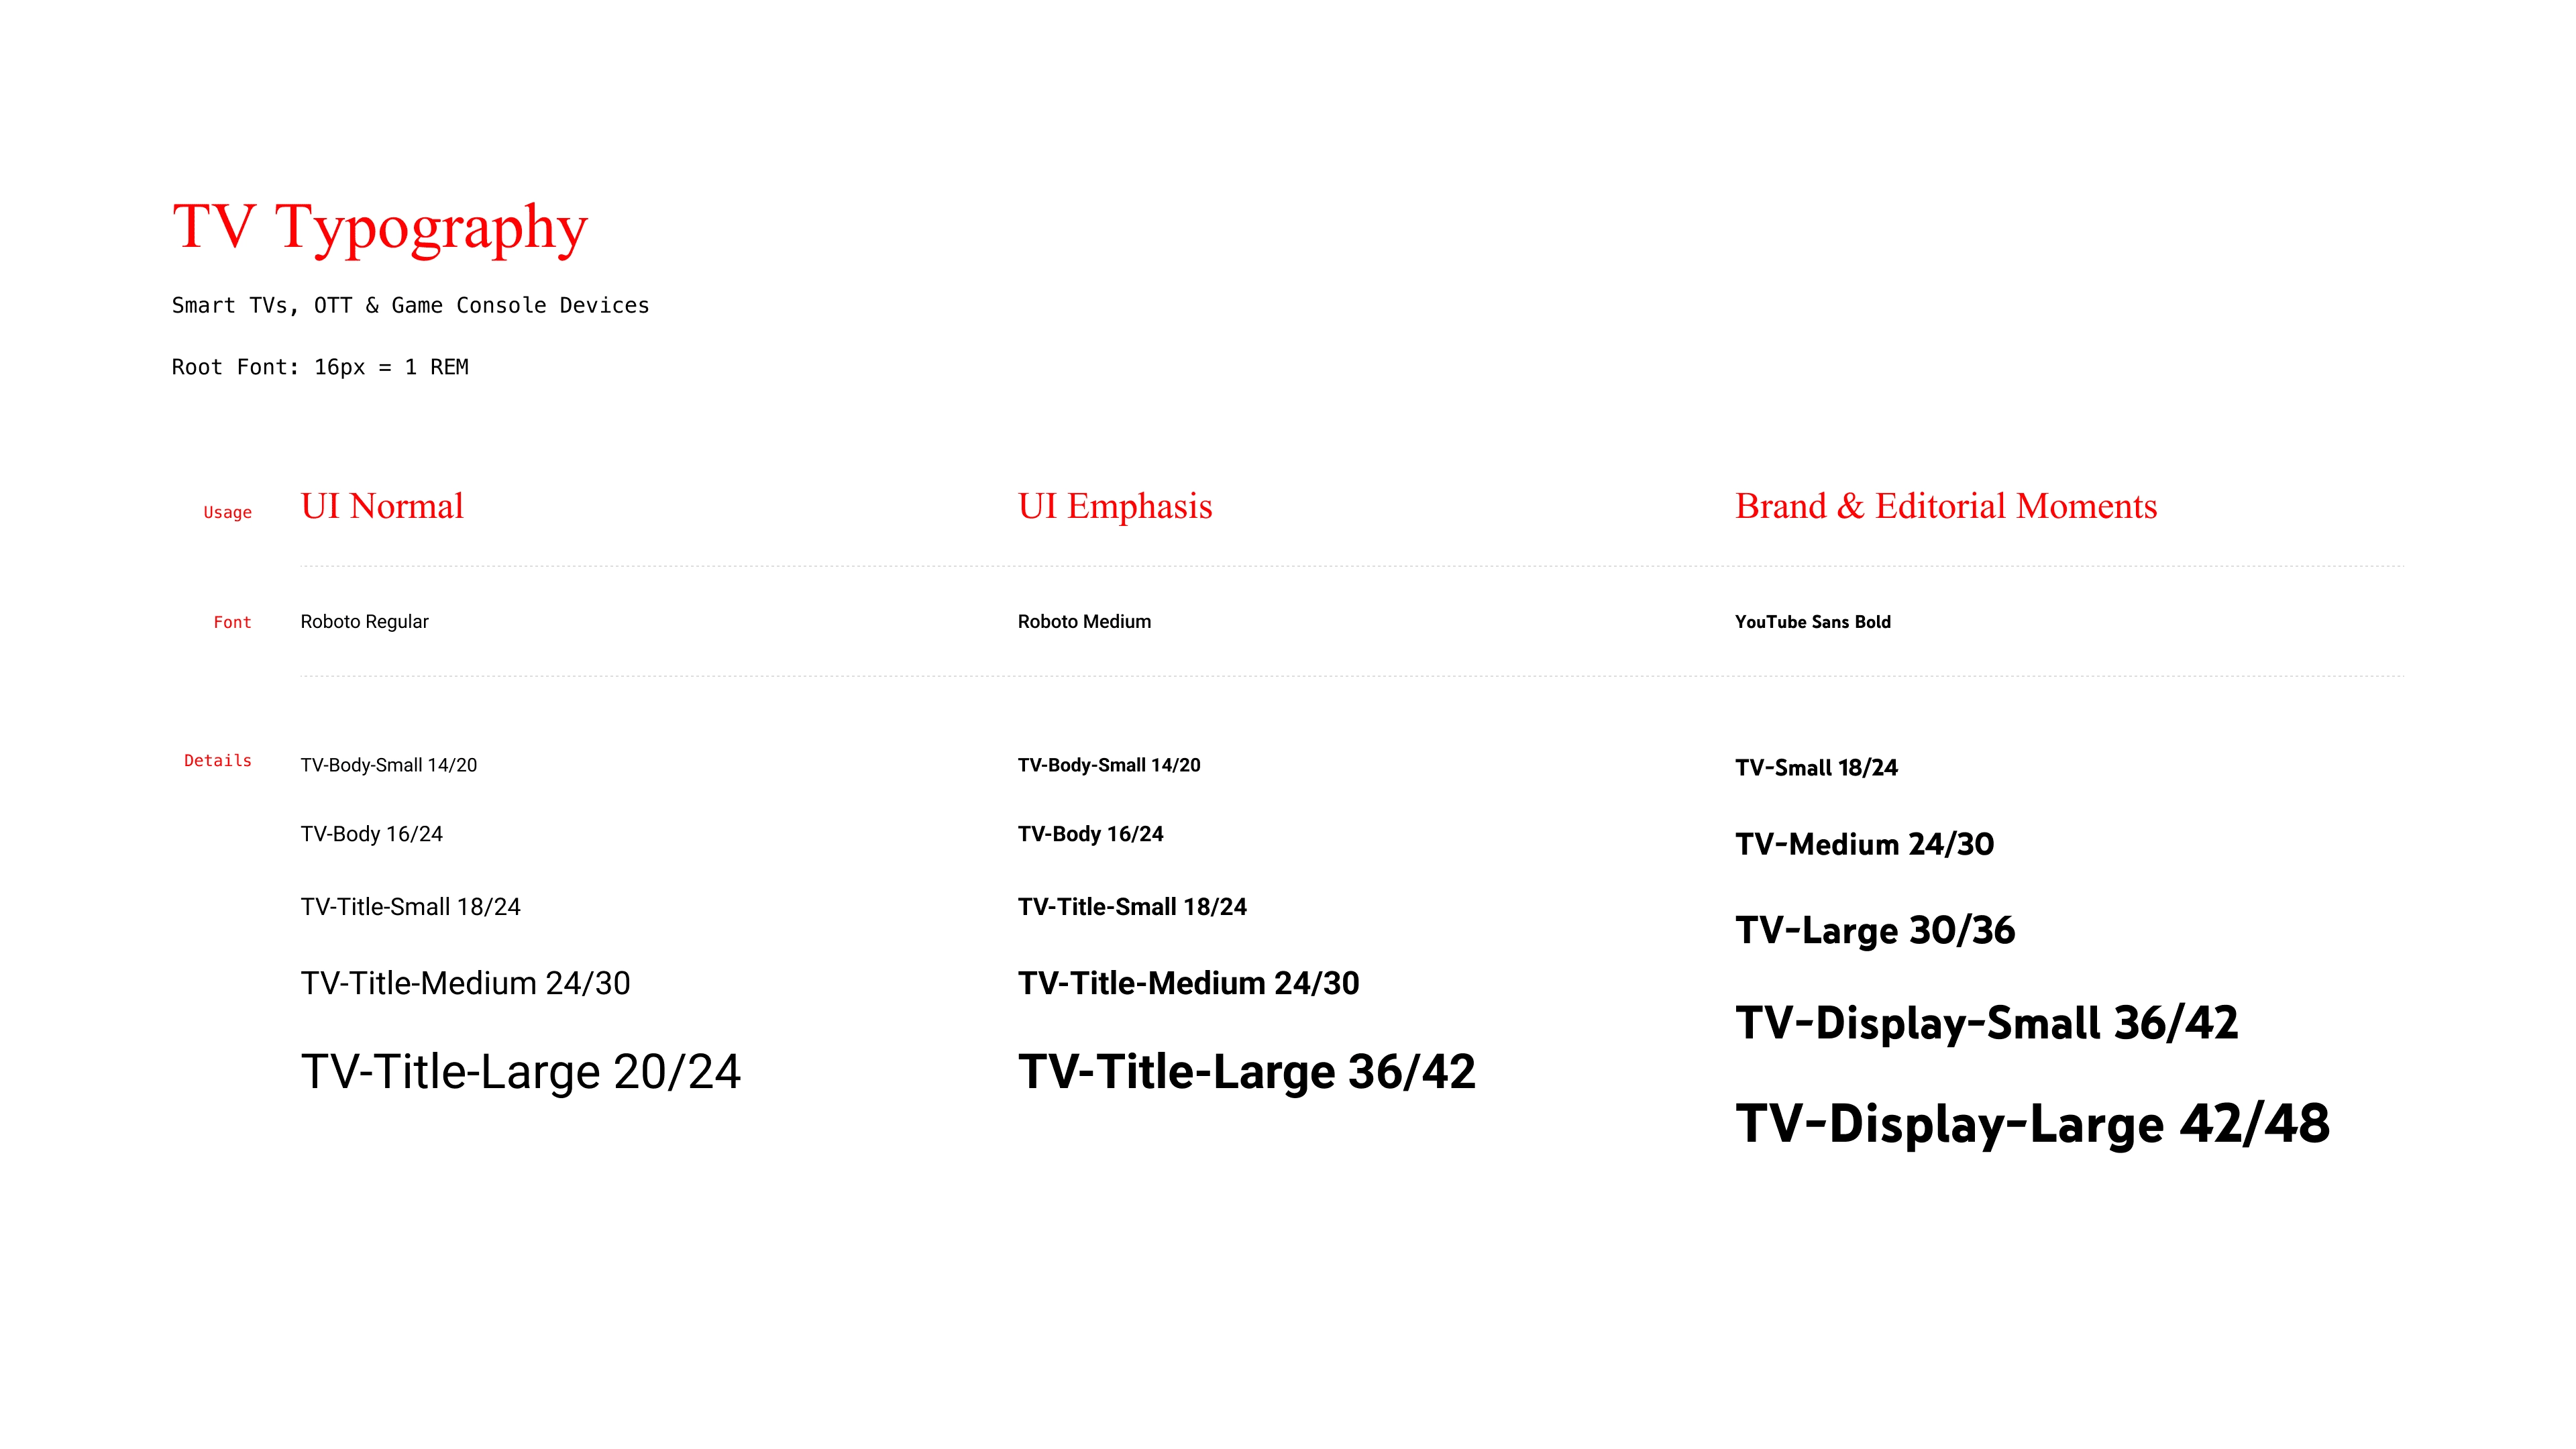 TV Typography
Smart TVs, OTT & Game Console Devices
Root Font: 16px = 1 REM
Usage
UI Normal
UI Emphasis
Brand & Editorial Moments
Font
Roboto Regular
Roboto Medium
YouTube Sans Bold
Details
TV-Body-Small 14/20
TV-Body 16/24
TV-Title-Small 18/24
TV-Title-Medium 24/30
TV-Title-Large 20/24
TV-Body-Small 14/20
TV-Body 16/24
TV-Title-Small 18/24
TV-Title-Medium 24/30
TV-Title-Large 36/42
TV-Small 18/24
TV-Medium 24/30
TV-Large 30/36
TV-Display-Small 36/42
TV-Display-Large 42/48